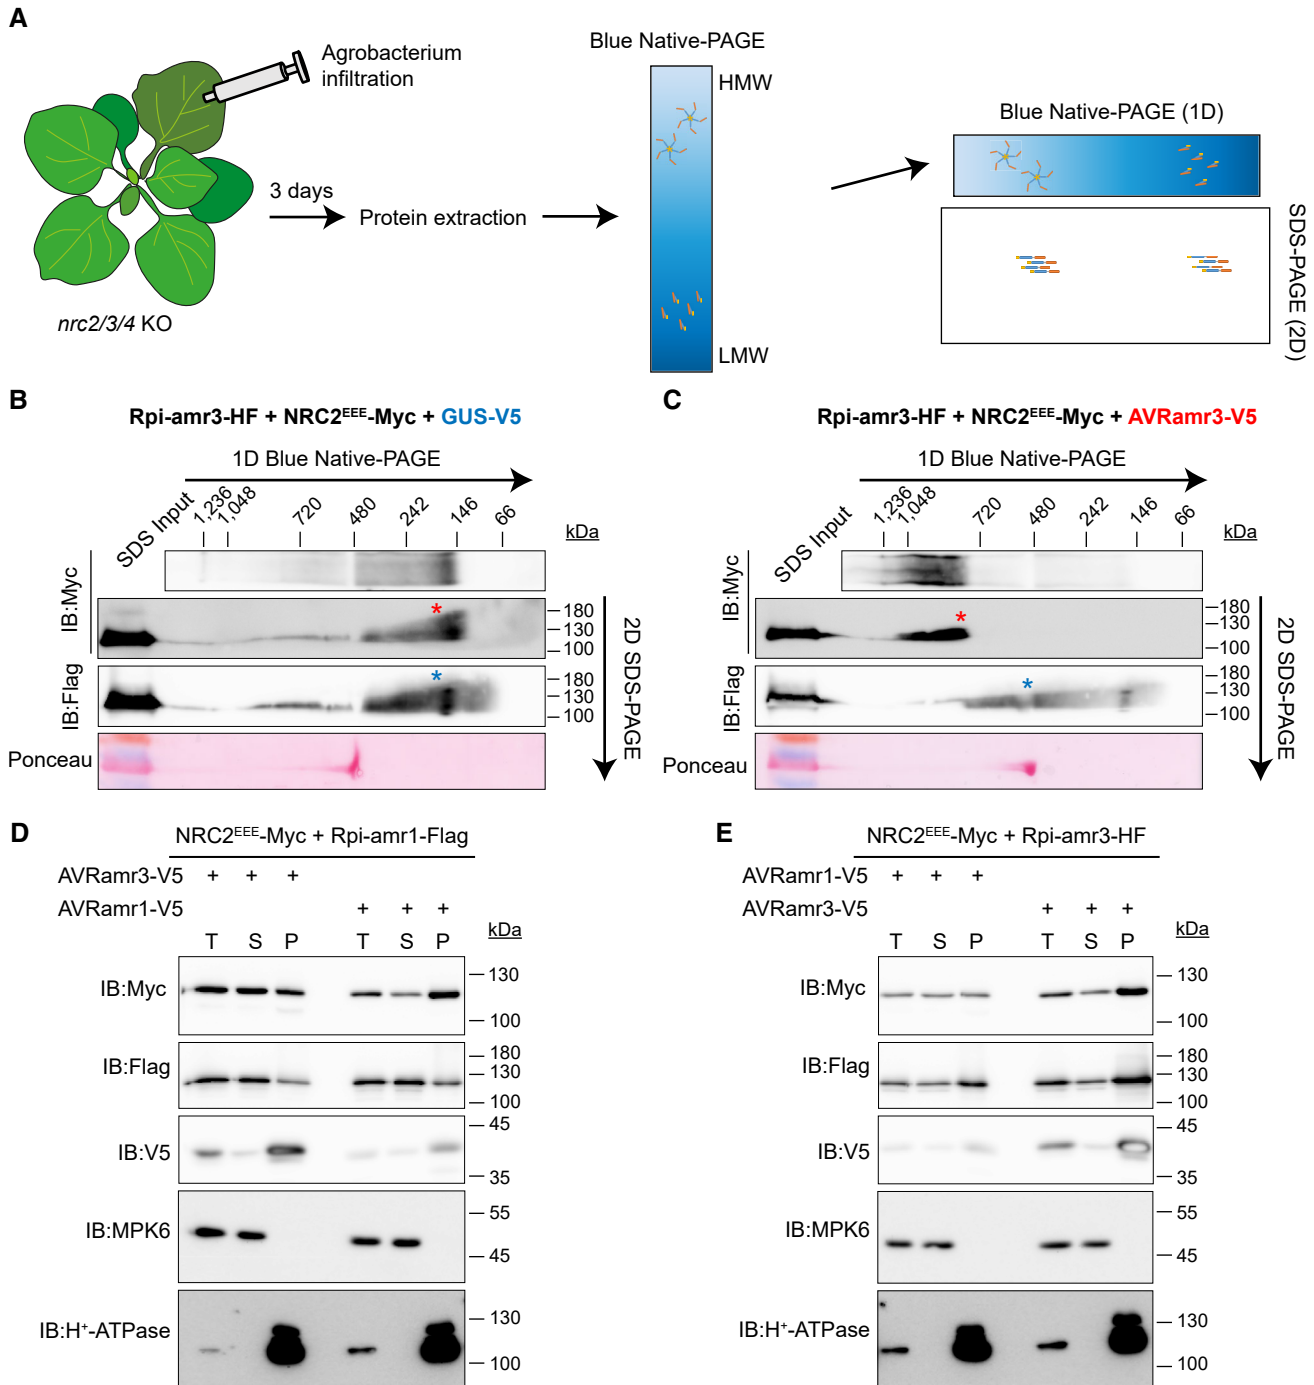 A
Agrobacterium
infiltration
nrc2/3/4 KO
3 days
Protein extraction
Blue Native-PAGE
HMW
LMW
Blue Native-PAGE (1D)
SDS-PAGE (2D)
B
Rpi-amr3-HF + NRC2EEE-Myc + GUS-V5
1D Blue Native-PAGE
SDS Input
1,236
1,048
720
480
242
146
66
kDa
IB:Myc
*
180
130
100
IB:Flag
*
180
130
100
Ponceau
2D SDS-PAGE
C
Rpi-amr3-HF + NRC2EEE-Myc + AVRamr3-V5
1D Blue Native-PAGE
SDS Input
1,236
1,048
720
480
242
146
66
kDa
IB:Myc
*
180
130
100
IB:Flag
*
180
130
100
Ponceau
2D SDS-PAGE
D
NRC2EEE-Myc + Rpi-amr1-Flag
AVRamr3-V5 + + +
AVRamr1-V5 + + +
T S P T S P
kDa
IB:Myc
130
100
IB:Flag
180
130
100
IB:V5
45
35
IB:MPK6
55
45
IB:H+-ATPase
130
100
E
NRC2EEE-Myc + Rpi-amr3-HF
AVRamr1-V5 + + +
AVRamr3-V5 + + +
T S P T S P
kDa
IB:Myc
130
100
IB:Flag
180
130
100
IB:V5
45
35
IB:MPK6
55
45
IB:H+-ATPase
130
100